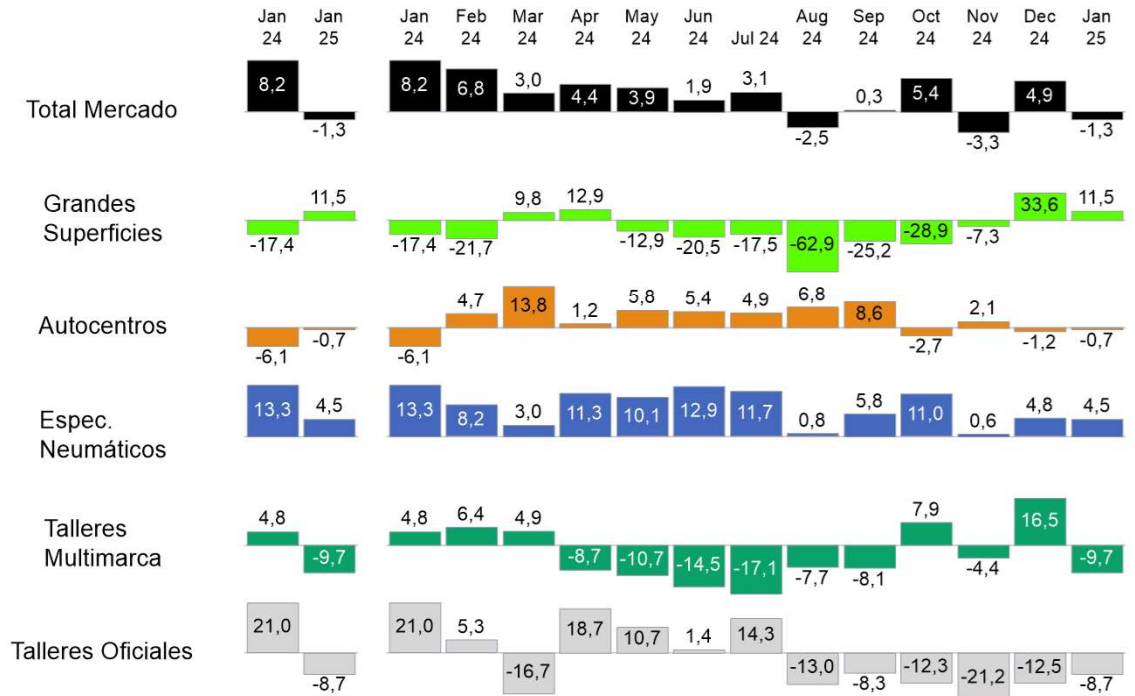 Jan 24 Jan 25 Jan 24 Feb 24 Mar 24 Apr 24 May 24 Jun 24 Jul 24 Aug 24 Sep 24 Oct 24 Nov 24 Dec 24 Jan 25
Total Mercado 8,2 -1,3 8,2 6,8 3,0 4,4 3,9 1,9 3,1 -2,5 0,3 5,4 -3,3 4,9 -1,3
Grandes Superficies -17,4 11,5 -17,4 -21,7 9,8 12,9 -12,9 -20,5 -17,5 -62,9 -25,2 -28,9 -7,3 33,6 11,5
Autocentros -6,1 -0,7 -6,1 4,7 13,8 1,2 5,8 5,4 4,9 6,8 8,6 -2,7 2,1 -1,2 -0,7
Espec. Neumáticos 13,3 4,5 13,3 8,2 3,0 11,3 10,1 12,9 11,7 0,8 5,8 11,0 0,6 4,8 4,5
Talleres Multimarca 4,8 -9,7 4,8 6,4 4,9 -8,7 -10,7 -14,5 -17,1 -7,7 -8,1 7,9 -4,4 16,5 -9,7
Talleres Oficiales 21,0 -8,7 21,0 5,3 -16,7 18,7 10,7 1,4 14,3 -13,0 -8,3 -12,3 -21,2 -12,5 -8,7